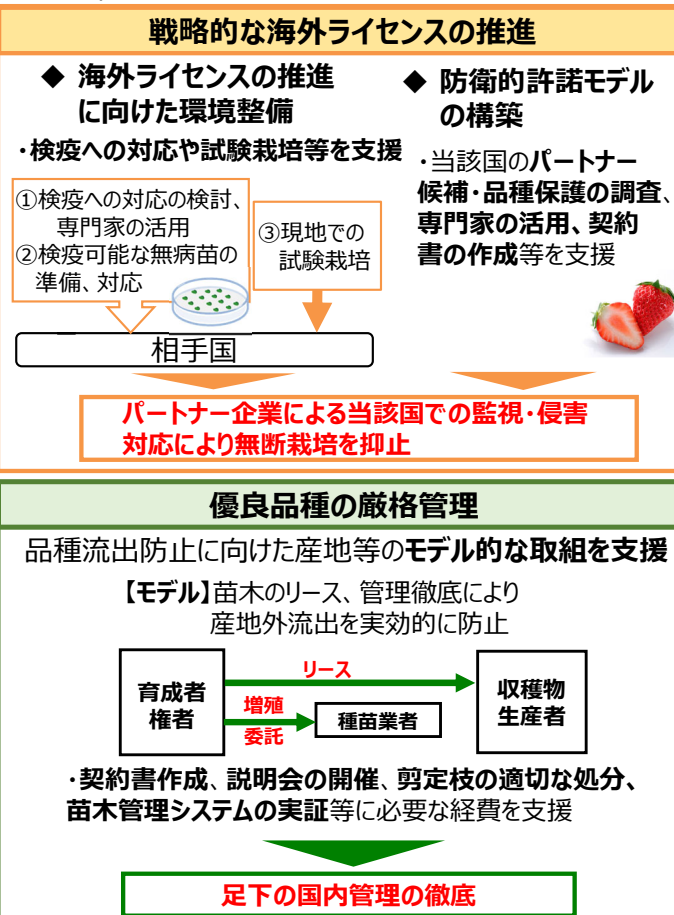 戦略的な海外ライセンスの推進
◆ 海外ライセンスの推進
に向けた環境整備
・検疫への対応や試験栽培等を支援
①検疫への対応の検討、
専門家の活用
②検疫可能な無病苗の
準備、対応
③現地での
試験栽培
相手国
◆ 防衛的許諾モデル
の構築
・当該国のパートナー
候補・品種保護の調査、
専門家の活用、契約
書の作成等を支援
パートナー企業による当該国での監視・侵害
対応により無断栽培を抑止
優良品種の厳格管理
品種流出防止に向けた産地等のモデル的な取組を支援
【モデル】苗木のリース、管理徹底により
産地外流出を実効的に防止
育成者
権者
リース
増殖
委託
種苗業者
収穫物
生産者
・契約書作成、説明会の開催、剪定枝の適切な処分、
苗木管理システムの実証等に必要な経費を支援
足下の国内管理の徹底